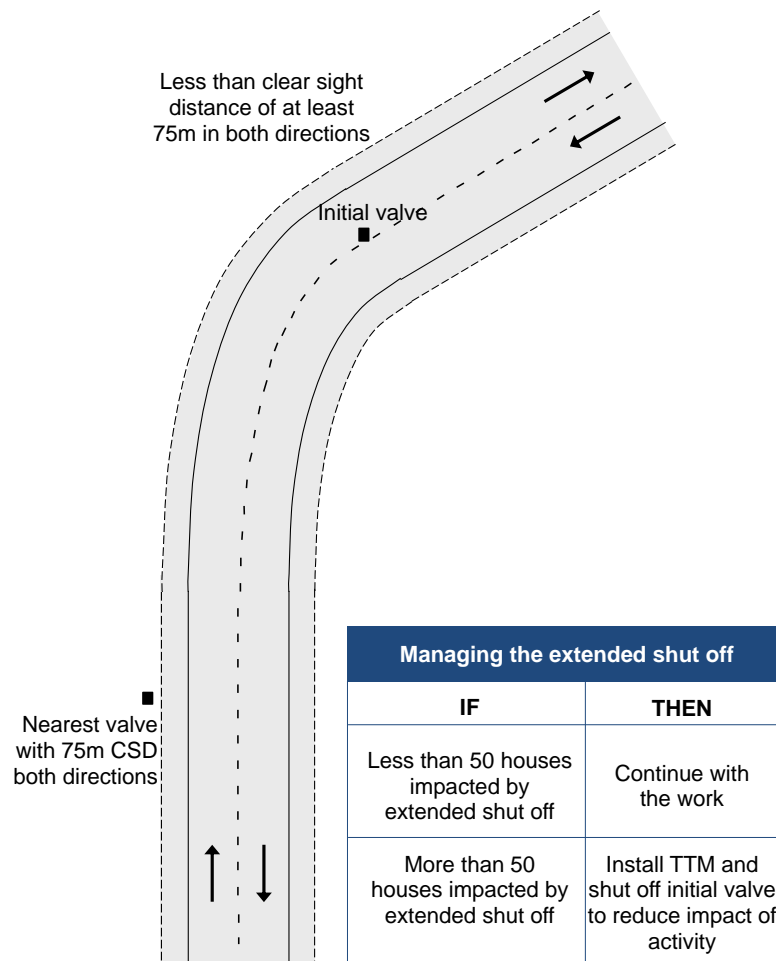 Less than clear sight
distance of at least
75m in both directions
Initial valve
Nearest valve
with 75m CSD
both directions
Managing the extended shut off
IF
THEN
Less than 50 houses
impacted by
extended shut off
Continue with
the work
More than 50
houses impacted by
extended shut off
Install TTM and
shut off initial valve
to reduce impact of
activity